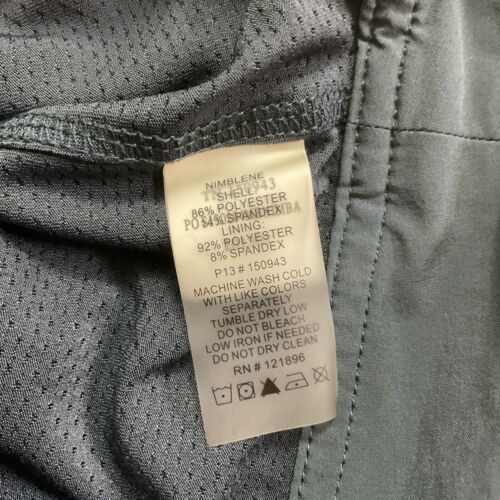 NIMBLENE
SHELL:
86% POLYESTER
14% SPANDEX
LINING:
92% POLYESTER
8% SPANDEX
P13 # 150943
MACHINE WASH COLD
WITH LIKE COLORS
SEPARATELY
TUMBLE DRY LOW
DO NOT BLEACH
LOW IRON IF NEEDED
DO NOT DRY CLEAN
RN # 121896